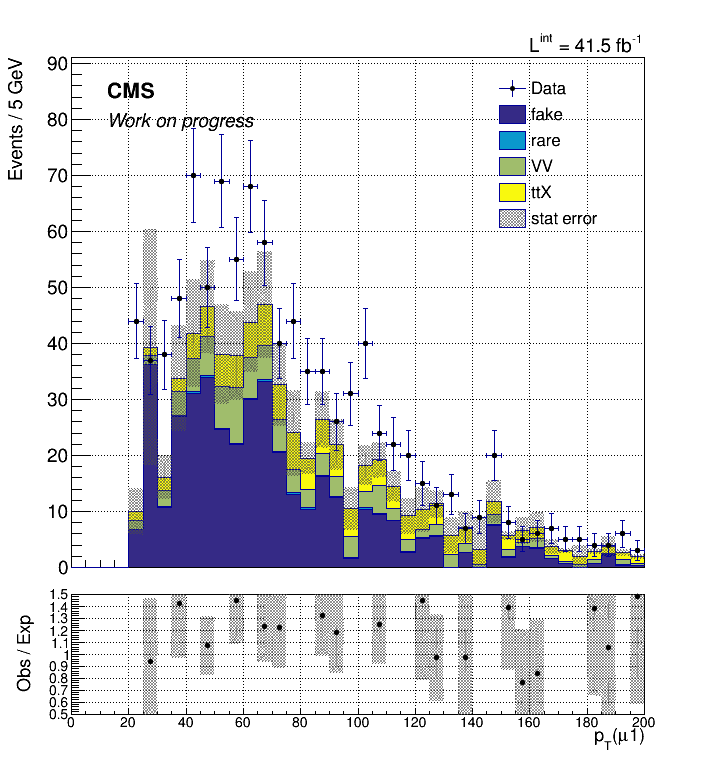 L^int = 41.5 fb^-1
Events / 5 GeV
90
80
70
60
50
40
30
20
10
0
CMS
Work on progress
Data
fake
rare
VV
ttX
stat error
Obs / Exp
1.5
1.4
1.3
1.2
1.1
1
0.9
0.8
0.7
0.6
0.5
0 20 40 60 80 100 120 140 160 180 200
p_T(μ1)